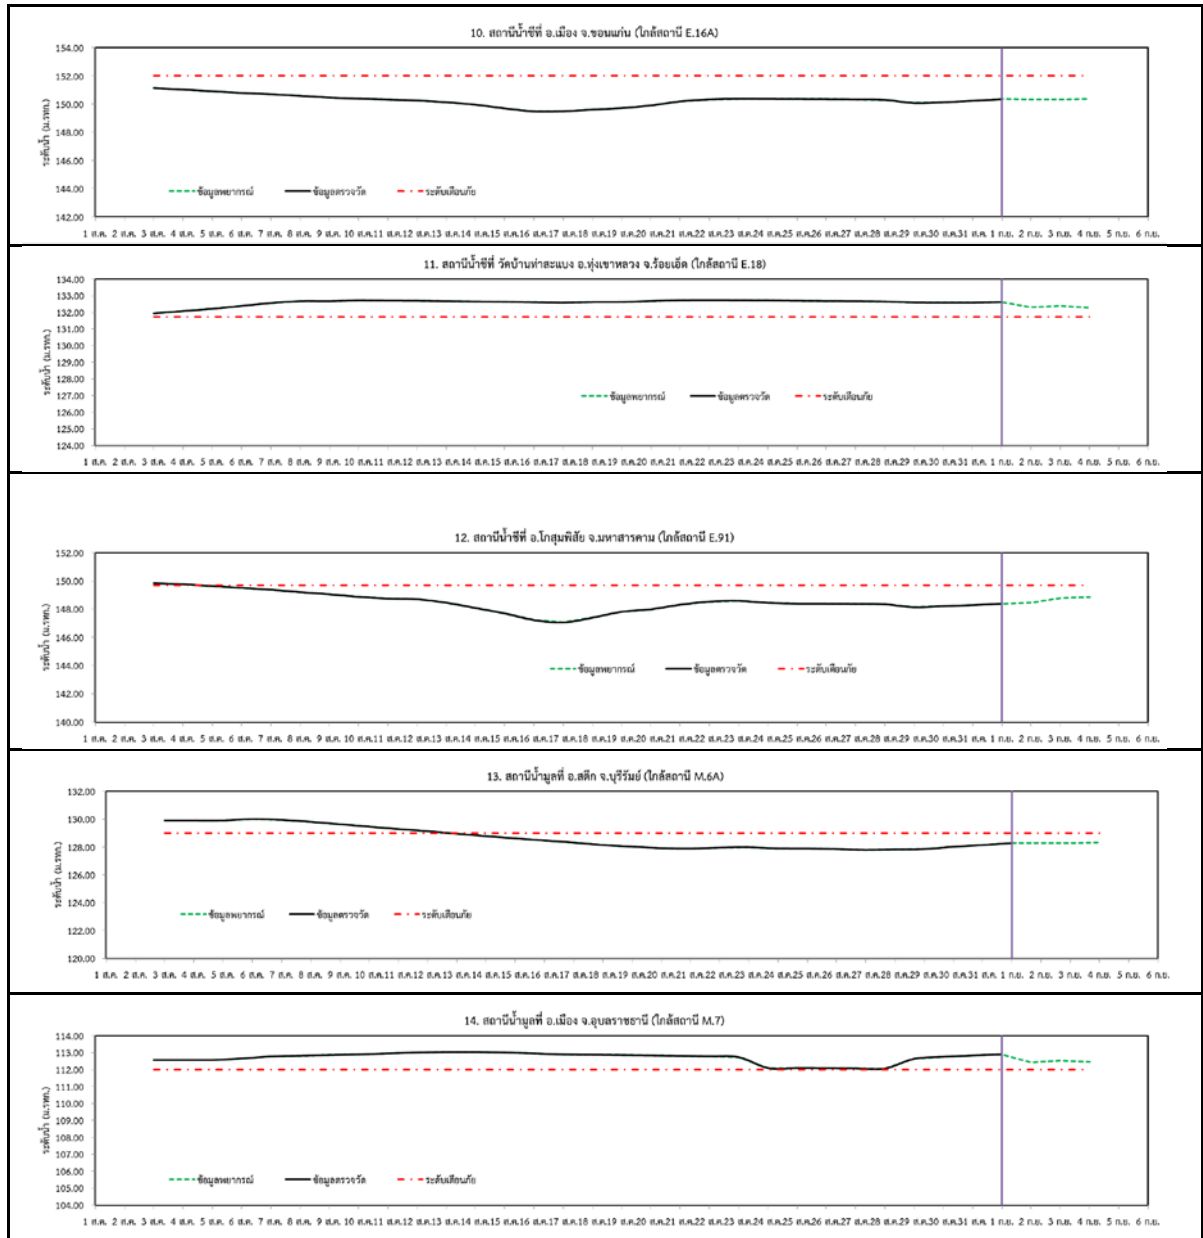 10. สถานีน้ำชีที่ อ.เมือง จ.ขอนแก่น (ใกล้สถานี E.16A)
ระดับน้ำ (ม.รทก.)
154.00
152.00
150.00
148.00
146.00
144.00
142.00
ข้อมูลพยากรณ์ ข้อมูลตรวจวัด ระดับเตือนภัย
1 ส.ค. 2 ส.ค. 3 ส.ค. 4 ส.ค. 5 ส.ค. 6 ส.ค. 7 ส.ค. 8 ส.ค. 9 ส.ค. 10 ส.ค. 11 ส.ค. 12 ส.ค. 13 ส.ค. 14 ส.ค. 15 ส.ค. 16 ส.ค. 17 ส.ค. 18 ส.ค. 19 ส.ค. 20 ส.ค. 21 ส.ค. 22 ส.ค. 23 ส.ค. 24 ส.ค. 25 ส.ค. 26 ส.ค. 27 ส.ค. 28 ส.ค. 29 ส.ค. 30 ส.ค. 31 ส.ค. 1 ก.ย. 2 ก.ย. 3 ก.ย. 4 ก.ย. 5 ก.ย. 6 ก.ย.
11. สถานีน้ำชีที่ วัดบ้านท่าสะแบง อ.ทุ่งเขาหลวง จ.ร้อยเอ็ด (ใกล้สถานี E.18)
ระดับน้ำ (ม.รทก.)
134.00
133.00
132.00
131.00
130.00
129.00
128.00
127.00
126.00
125.00
124.00
ข้อมูลพยากรณ์ ข้อมูลตรวจวัด ระดับเตือนภัย
1 ส.ค. 2 ส.ค. 3 ส.ค. 4 ส.ค. 5 ส.ค. 6 ส.ค. 7 ส.ค. 8 ส.ค. 9 ส.ค. 10 ส.ค. 11 ส.ค. 12 ส.ค. 13 ส.ค. 14 ส.ค. 15 ส.ค. 16 ส.ค. 17 ส.ค. 18 ส.ค. 19 ส.ค. 20 ส.ค. 21 ส.ค. 22 ส.ค. 23 ส.ค. 24 ส.ค. 25 ส.ค. 26 ส.ค. 27 ส.ค. 28 ส.ค. 29 ส.ค. 30 ส.ค. 31 ส.ค. 1 ก.ย. 2 ก.ย. 3 ก.ย. 4 ก.ย. 5 ก.ย. 6 ก.ย.
12. สถานีน้ำชีที่ อ.โกสุมพิสัย จ.มหาสารคาม (ใกล้สถานี E.91)
ระดับน้ำ (ม.รทก.)
152.00
150.00
148.00
146.00
144.00
142.00
140.00
ข้อมูลพยากรณ์ ข้อมูลตรวจวัด ระดับเตือนภัย
1 ส.ค. 2 ส.ค. 3 ส.ค. 4 ส.ค. 5 ส.ค. 6 ส.ค. 7 ส.ค. 8 ส.ค. 9 ส.ค. 10 ส.ค. 11 ส.ค. 12 ส.ค. 13 ส.ค. 14 ส.ค. 15 ส.ค. 16 ส.ค. 17 ส.ค. 18 ส.ค. 19 ส.ค. 20 ส.ค. 21 ส.ค. 22 ส.ค. 23 ส.ค. 24 ส.ค. 25 ส.ค. 26 ส.ค. 27 ส.ค. 28 ส.ค. 29 ส.ค. 30 ส.ค. 31 ส.ค. 1 ก.ย. 2 ก.ย. 3 ก.ย. 4 ก.ย. 5 ก.ย. 6 ก.ย.
13. สถานีน้ำมูลที่ อ.สตึก จ.บุรีรัมย์ (ใกล้สถานี M.6A)
ระดับน้ำ (ม.รทก.)
132.00
130.00
128.00
126.00
124.00
122.00
120.00
ข้อมูลพยากรณ์ ข้อมูลตรวจวัด ระดับเตือนภัย
1 ส.ค. 2 ส.ค. 3 ส.ค. 4 ส.ค. 5 ส.ค. 6 ส.ค. 7 ส.ค. 8 ส.ค. 9 ส.ค. 10 ส.ค. 11 ส.ค. 12 ส.ค. 13 ส.ค. 14 ส.ค. 15 ส.ค. 16 ส.ค. 17 ส.ค. 18 ส.ค. 19 ส.ค. 20 ส.ค. 21 ส.ค. 22 ส.ค. 23 ส.ค. 24 ส.ค. 25 ส.ค. 26 ส.ค. 27 ส.ค. 28 ส.ค. 29 ส.ค. 30 ส.ค. 31 ส.ค. 1 ก.ย. 2 ก.ย. 3 ก.ย. 4 ก.ย. 5 ก.ย. 6 ก.ย.
14. สถานีน้ำมูลที่ อ.เมือง จ.อุบลราชธานี (ใกล้สถานี M.7)
ระดับน้ำ (ม.รทก.)
114.00
113.00
112.00
111.00
110.00
109.00
108.00
107.00
106.00
105.00
104.00
ข้อมูลพยากรณ์ ข้อมูลตรวจวัด ระดับเตือนภัย
1 ส.ค. 2 ส.ค. 3 ส.ค. 4 ส.ค. 5 ส.ค. 6 ส.ค. 7 ส.ค. 8 ส.ค. 9 ส.ค. 10 ส.ค. 11 ส.ค. 12 ส.ค. 13 ส.ค. 14 ส.ค. 15 ส.ค. 16 ส.ค. 17 ส.ค. 18 ส.ค. 19 ส.ค. 20 ส.ค. 21 ส.ค. 22 ส.ค. 23 ส.ค. 24 ส.ค. 25 ส.ค. 26 ส.ค. 27 ส.ค. 28 ส.ค. 29 ส.ค. 30 ส.ค. 31 ส.ค. 1 ก.ย. 2 ก.ย. 3 ก.ย. 4 ก.ย. 5 ก.ย. 6 ก.ย.